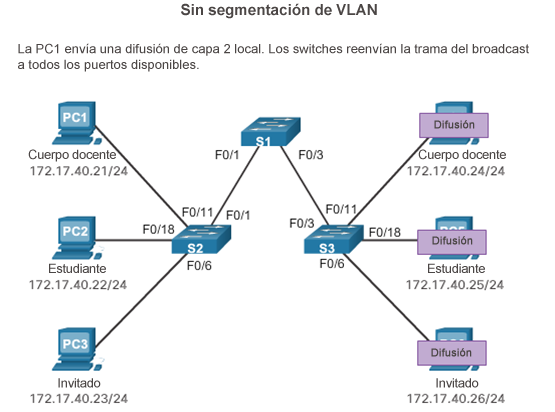 Sin segmentación de VLAN
La PC1 envía una difusión de capa 2 local. Los switches reenvían la trama del broadcast
a todos los puertos disponibles.
PC1
Cuerpo docente
172.17.40.21/24
PC2
Estudiante
172.17.40.22/24
PC3
Invitado
172.17.40.23/24
F0/11
F0/18
F0/6
F0/1
S2
F0/1
S1
F0/3
F0/3
S3
F0/11
F0/18
F0/6
Difusión
Cuerpo docente
172.17.40.24/24
Difusión
Estudiante
172.17.40.25/24
Difusión
Invitado
172.17.40.26/24